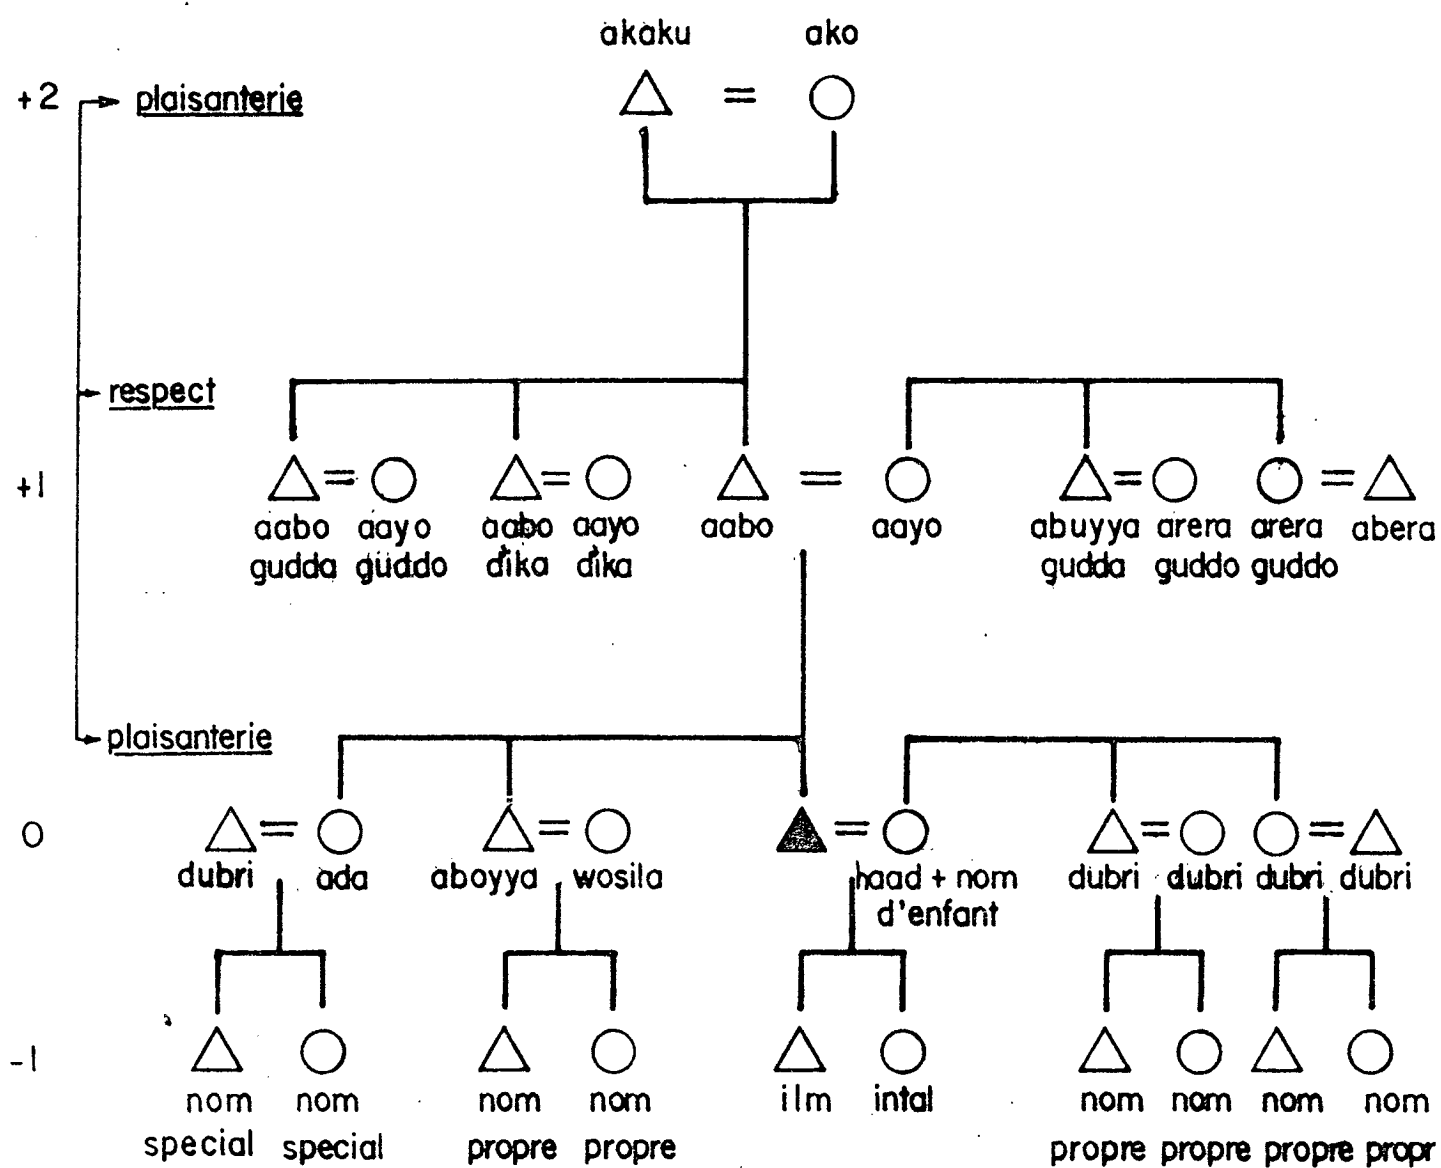 akaku ako
+2 plaisanterie =
respect
+1 = = = = =
aabo aayo aabo aayo aabo aayo abuyya arera arera abera
gudda guddo dika dika gudda guddo guddo
plaisanterie
0 = = = = =
dubri ada aboyya wosila haad + nom dubri dubri dubri dubri
d'enfant
-1
nom nom nom nom ilm intal nom nom nom nom
special special propre propre propre propre propre propr